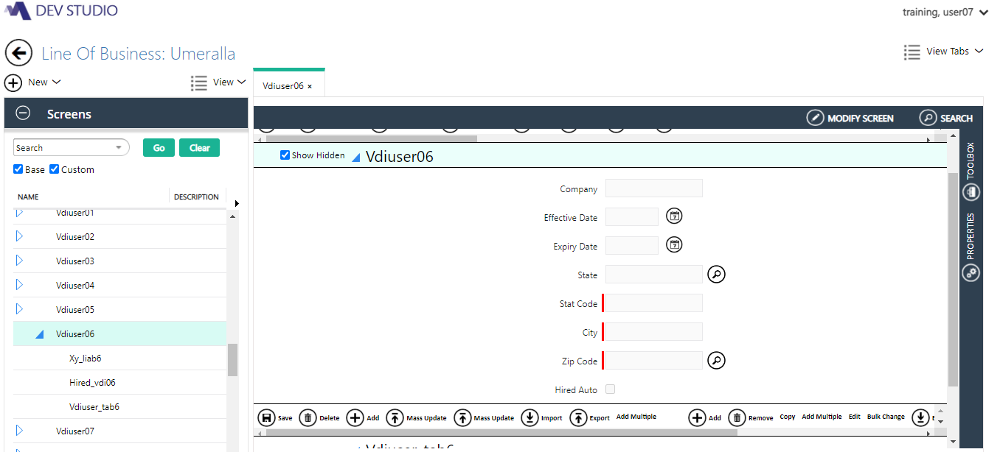 DEV STUDIO
training, user07
Line Of Business: Umeralla
View Tabs
New
View
Vdiuser06 ×
Screens
MODIFY SCREEN
SEARCH
Search
Go
Clear
Base
Custom
NAME
DESCRIPTION
Vdiuser01
Vdiuser02
Vdiuser03
Vdiuser04
Vdiuser05
Vdiuser06
Xy_liab6
Hired_vdi06
Vdiuser_tab6
Vdiuser07
Show Hidden
Vdiuser06
Company
Effective Date
7
Expiry Date
7
State
Stat Code
City
Zip Code
Hired Auto
Save Delete Add Mass Update Mass Update Import Export Add Multiple Add Remove Copy Add Multiple Edit Bulk Change
Vdiuser_tab6
TOOLBOX
PROPERTIES